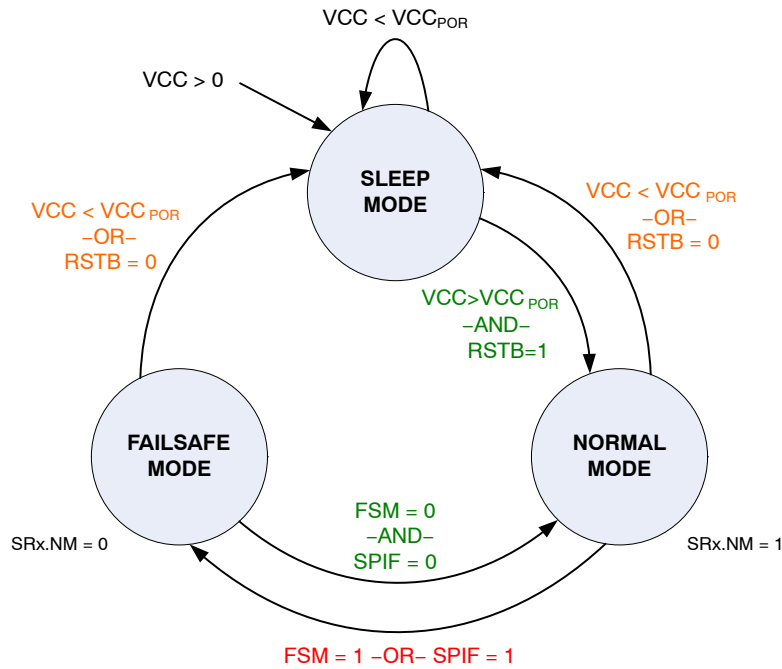 VCC < VCCPOR
VCC > 0
SLEEP
MODE
VCC < VCC POR
–OR–
RSTB = 0
VCC < VCC POR
–OR–
RSTB = 0
VCC>VCC POR
–AND–
RSTB=1
FAILSAFE
MODE
NORMAL
MODE
FSM = 0
–AND–
SPIF = 0
SRx.NM = 0
SRx.NM = 1
FSM = 1 –OR– SPIF = 1